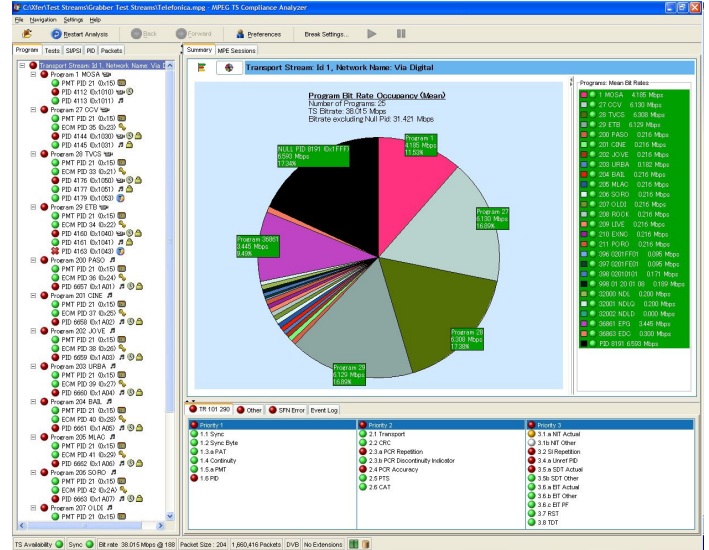 C:\Xfer\Test Streams\Grabber Test Streams\Telefonica.mpg - MPEG TS Compliance Analyzer
File Navigation Settings Help
Restart Analysis Back Forward Preferences Break Settings...
Program Tests SI/PSI PID Packets
Transport Stream: Id 1, Network Name: Via D
Program 1 MOSA
PMT PID 21 (0x15)
PID 4112 (0x1010)
PID 4113 (0x1011)
Program 27 CCV
PMT PID 21 (0x15)
ECM PID 35 (0x23)
PID 4144 (0x1030)
PID 4145 (0x1031)
Program 28 TVCS
PMT PID 21 (0x15)
ECM PID 33 (0x21)
PID 4176 (0x1050)
PID 4177 (0x1051)
PID 4179 (0x1053)
Program 29 ETB
PMT PID 21 (0x15)
ECM PID 34 (0x22)
PID 4160 (0x1040)
PID 4161 (0x1041)
PID 4163 (0x1043)
Program 200 PASO
PMT PID 21 (0x15)
ECM PID 36 (0x24)
PID 6657 (0x1A01)
Program 201 CINE
PMT PID 21 (0x15)
ECM PID 37 (0x25)
PID 6658 (0x1A02)
Program 202 JOVE
PMT PID 21 (0x15)
ECM PID 38 (0x26)
PID 6659 (0x1A03)
Program 203 URBA
PMT PID 21 (0x15)
ECM PID 39 (0x27)
PID 6660 (0x1A04)
Program 204 BAIL
PMT PID 21 (0x15)
ECM PID 40 (0x28)
PID 6661 (0x1A05)
Program 205 MLAC
PMT PID 21 (0x15)
ECM PID 41 (0x29)
PID 6662 (0x1A06)
Program 206 SORO
PMT PID 21 (0x15)
ECM PID 42 (0x2A)
PID 6663 (0x1A07)
Program 207 OLDI
PMT PID 21 (0x15)
Summary MPE Sessions
Transport Stream: Id 1, Network Name: Via Digital
Program Bit Rate Occupancy (Mean)
Number of Programs: 25
TS Bitrate: 38.015 Mbps
Bitrate excluding Null Pid: 31.421 Mbps
NULL PID 8191 (0x1FFF)
6.593 Mbps
17.34%
Program 1
4.185 Mbps
11.53%
Program 27
6.130 Mbps
16.89%
Program 36861
3.445 Mbps
9.49%
Program 28
6.308 Mbps
17.38%
Program 29
6.129 Mbps
16.89%
Programs: Mean Bit Rates
1 MOSA 4.185 Mbps
27 CCV 6.130 Mbps
28 TVCS 6.308 Mbps
29 ETB 6.129 Mbps
200 PASO 0.216 Mbps
201 CINE 0.216 Mbps
202 JOVE 0.216 Mbps
203 URBA 0.182 Mbps
204 BAIL 0.216 Mbps
205 MLAC 0.216 Mbps
206 SORO 0.216 Mbps
207 OLDI 0.216 Mbps
208 ROCK 0.216 Mbps
209 LIVE 0.216 Mbps
210 EXNC 0.216 Mbps
211 PORO 0.216 Mbps
396 0201FF01 0.095 Mbps
397 0201FE01 0.095 Mbps
398 02010101 0.171 Mbps
998 01 20 01 08 0.189 Mbps
32000 NDL 0.200 Mbps
32001 NDLQ 0.200 Mbps
32002 NDLD 0.000 Mbps
36861 EPG 3.445 Mbps
36863 EDC 0.300 Mbps
PID 8191 6.593 Mbps
TR 101 290 Other SFN Error Event Log
Priority 1
1.1 Sync
1.2 Sync Byte
1.3.a PAT
1.4 Continuity
1.5.a PMT
1.6 PID
Priority 2
2.1 Transport
2.2 CRC
2.3.a PCR Repetition
2.3.b PCR Discontinuity Indicator
2.4 PCR Accuracy
2.5 PTS
2.6 CAT
Priority 3
3.1.a NIT Actual
3.1.b NIT Other
3.2 SI Repetition
3.4.a Unref PID
3.5.a SDT Actual
3.5.b SDT Other
3.6.a EIT Actual
3.6.b EIT Other
3.6.c EIT PF
3.7 RST
3.8 TDT
TS Availability Sync Bit rate 38.015 Mbps @ 188 Packet Size : 204 1,660,416 Packets DVB No Extensions